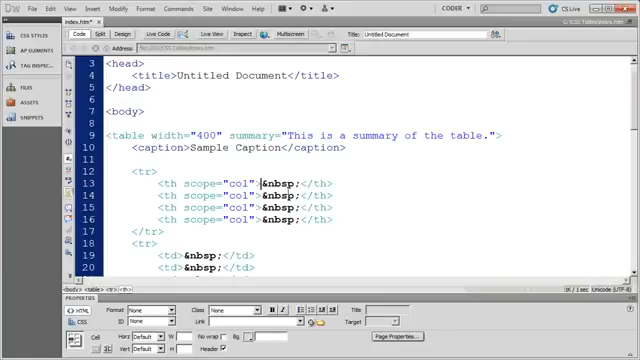 Dw File Edit View Insert Modify Format Commands Site Window Help
CODER CS Live
index.htm* ×
Code Split Design Live Code Live View Inspect Multiscreen Title: Untitled Document
Address:
CSS STYLES
AP ELEMENTS
TAG INSPEC...
FILES
ASSETS
SNIPPETS
3 <head>
4 <title>Untitled Document</title>
5 </head>
6
7 <body>
8
9 <table width="400" summary="This is a summary of the table.">
10 <caption>Sample Caption</caption>
11
12 <tr>
13 <th scope="col">&nbsp;</th>
14 <th scope="col">&nbsp;</th>
15 <th scope="col">&nbsp;</th>
16 <th scope="col">&nbsp;</th>
17 </tr>
18 <tr>
19 <td>&nbsp;</td>
20 <td>&nbsp;</td>
<body> <table> <tr> <th> 1K / 1 sec Unicode (UTF-8)
PROPERTIES
<> HTML Format None Class None B I Title
CSS ID None Link Target
Cell Horz Default W No wrap Bg Page Properties...
Vert Default H Header